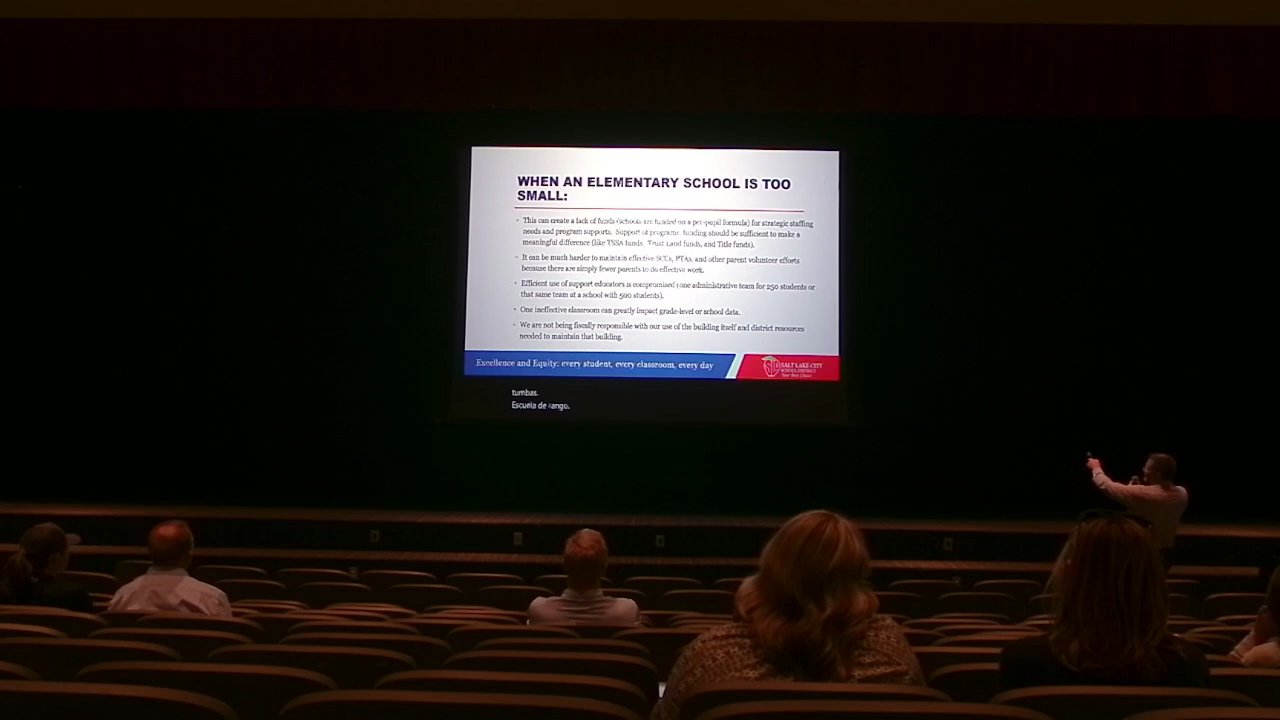 WHEN AN ELEMENTARY SCHOOL IS TOO
SMALL:
This can create a lack of funds (schools are funded on a per-pupil formula) for strategic staffing
needs and program supports. Support of programs funding should be sufficient to make a
meaningful difference (like TSSA funds, Trust Land funds, and Title funds).
It can be much harder to maintain effective SCCs, PTAs, and other parent volunteer efforts
because there are simply fewer parents to do effective work.
Efficient use of support educators is compromised (one administrative team for 250 students or
that same team at a school with 500 students).
One ineffective classroom can greatly impact grade-level or school data.
We are not being fiscally responsible with our use of the building itself and district resources
needed to maintain that building.
Excellence and Equity: every student, every classroom, every day
SALT LAKE CITY
SCHOOL DISTRICT
Your Best Choice
tumbas.
Escuela de rango.